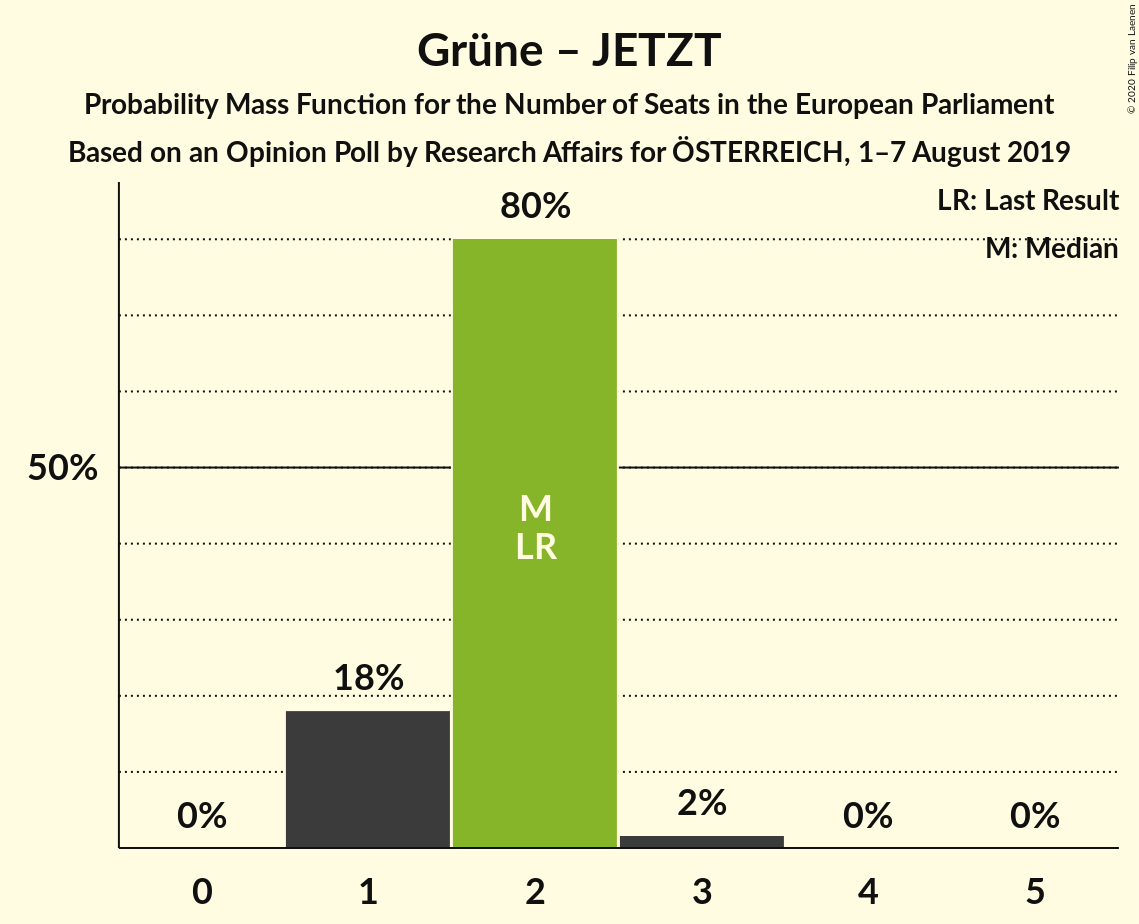 Grüne – JETZT
Probability Mass Function for the Number of Seats in the European Parliament
Based on an Opinion Poll by Research Affairs for ÖSTERREICH, 1–7 August 2019
© 2020 Filip van Laenen
LR: Last Result
M: Median
80%
50%
M
LR
18%
0%
2%
0%
0%
0
1
2
3
4
5